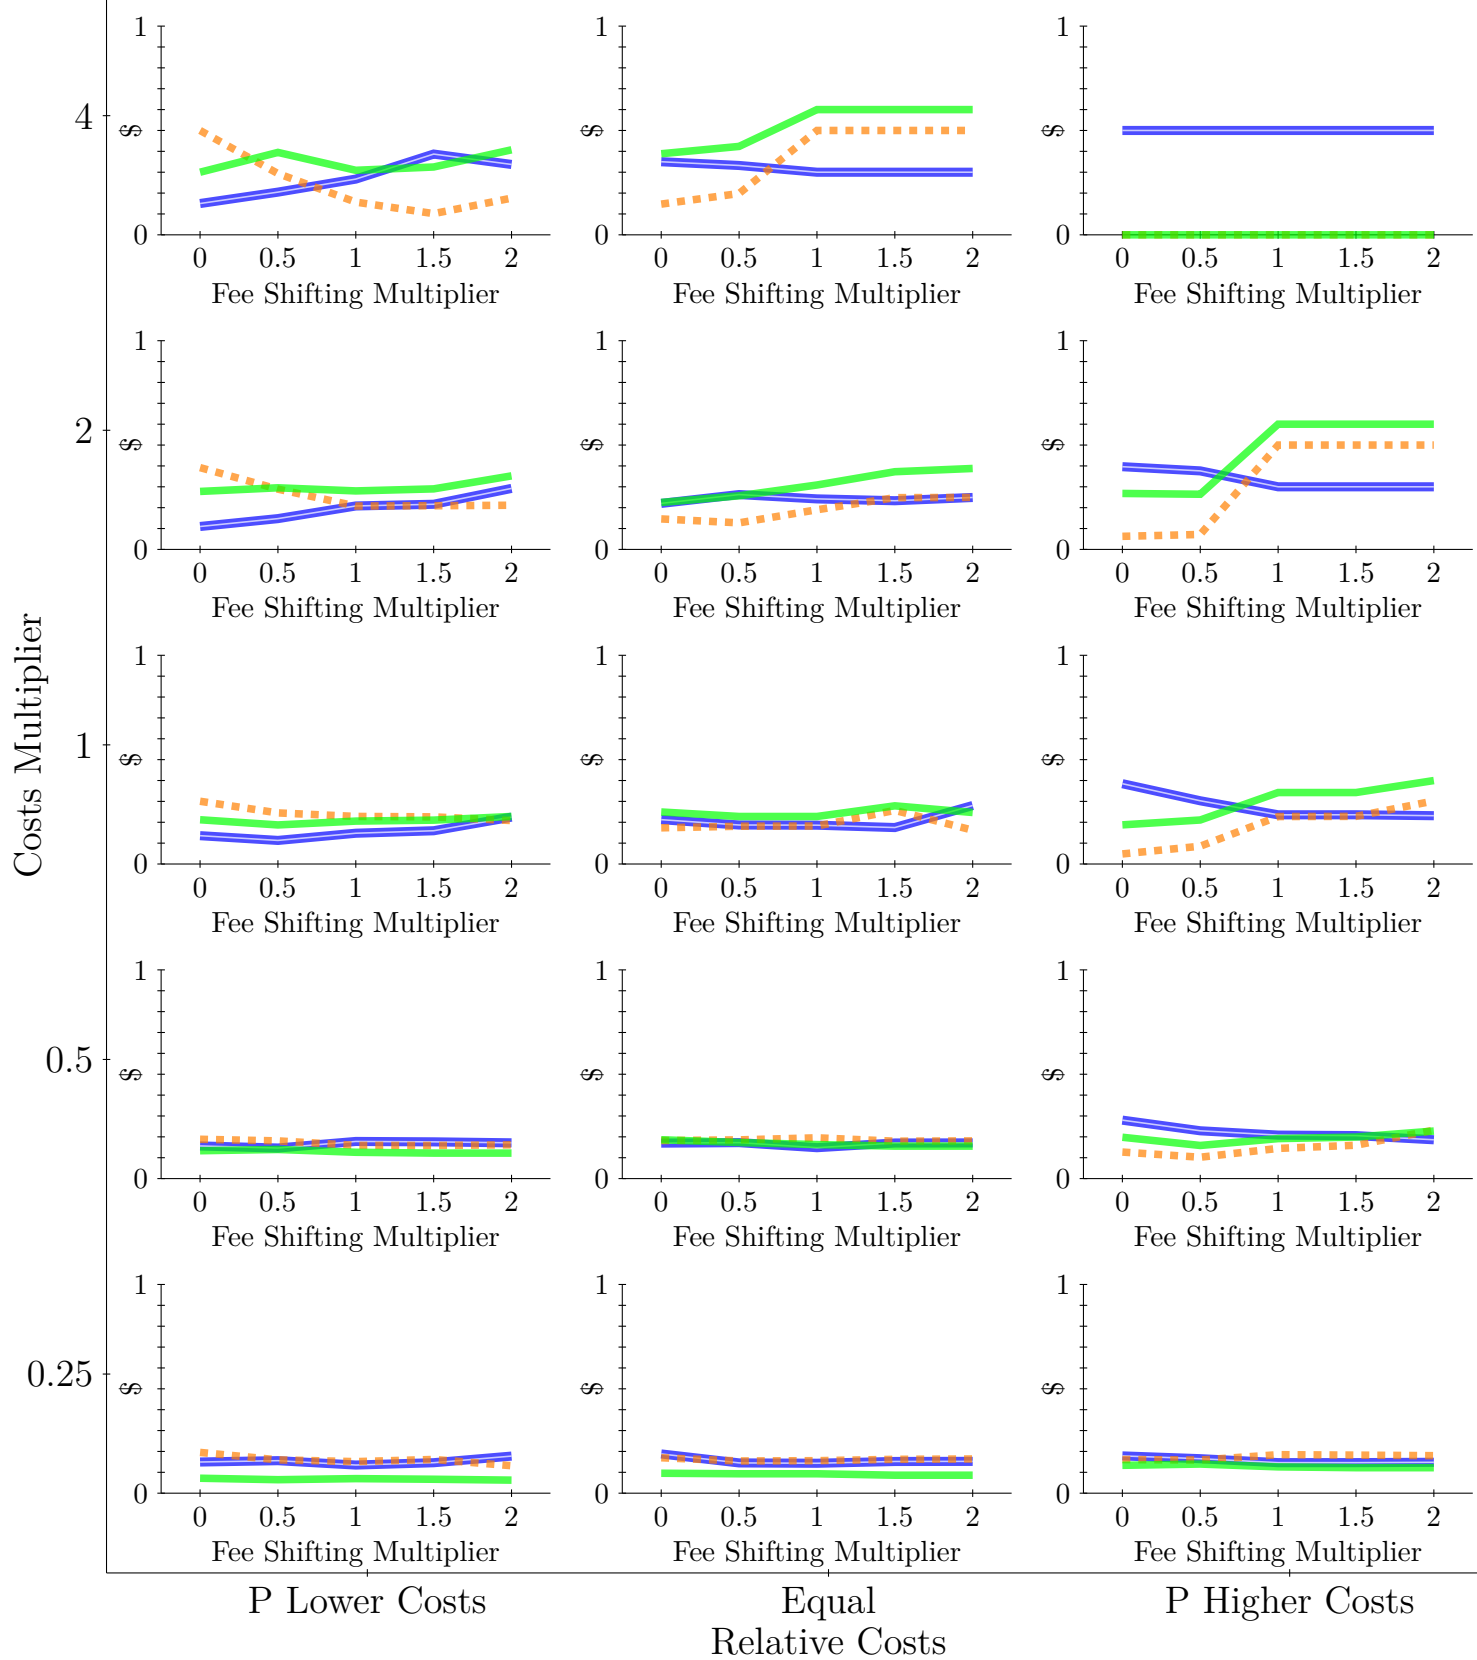 1 1 1
4 $ $ $
0 0 0
0 0.5 1 1.5 2 0 0.5 1 1.5 2 0 0.5 1 1.5 2
Fee Shifting Multiplier Fee Shifting Multiplier Fee Shifting Multiplier
1 1 1
2 $ $ $
0 0 0
0 0.5 1 1.5 2 0 0.5 1 1.5 2 0 0.5 1 1.5 2
Fee Shifting Multiplier Fee Shifting Multiplier Fee Shifting Multiplier
Costs Multiplier
1 1 1
1 $ $ $
0 0 0
0 0.5 1 1.5 2 0 0.5 1 1.5 2 0 0.5 1 1.5 2
Fee Shifting Multiplier Fee Shifting Multiplier Fee Shifting Multiplier
1 1 1
0.5 $ $ $
0 0 0
0 0.5 1 1.5 2 0 0.5 1 1.5 2 0 0.5 1 1.5 2
Fee Shifting Multiplier Fee Shifting Multiplier Fee Shifting Multiplier
1 1 1
0.25 $ $ $
0 0 0
0 0.5 1 1.5 2 0 0.5 1 1.5 2 0 0.5 1 1.5 2
Fee Shifting Multiplier Fee Shifting Multiplier Fee Shifting Multiplier
P Lower Costs Equal P Higher Costs
Relative Costs